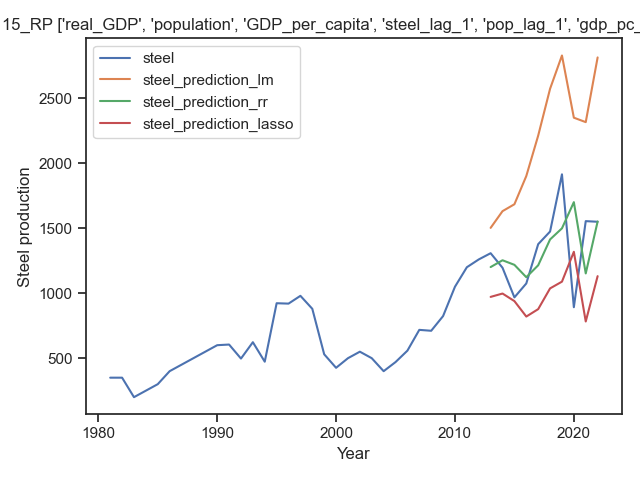 15_RP ['real_GDP', 'population', 'GDP_per_capita', 'steel_lag_1', 'pop_lag_1', 'gdp_pc_
steel
steel_prediction_lm
steel_prediction_rr
steel_prediction_lasso
Steel production
2500
2000
1500
1000
500
1980
1990
2000
2010
2020
Year